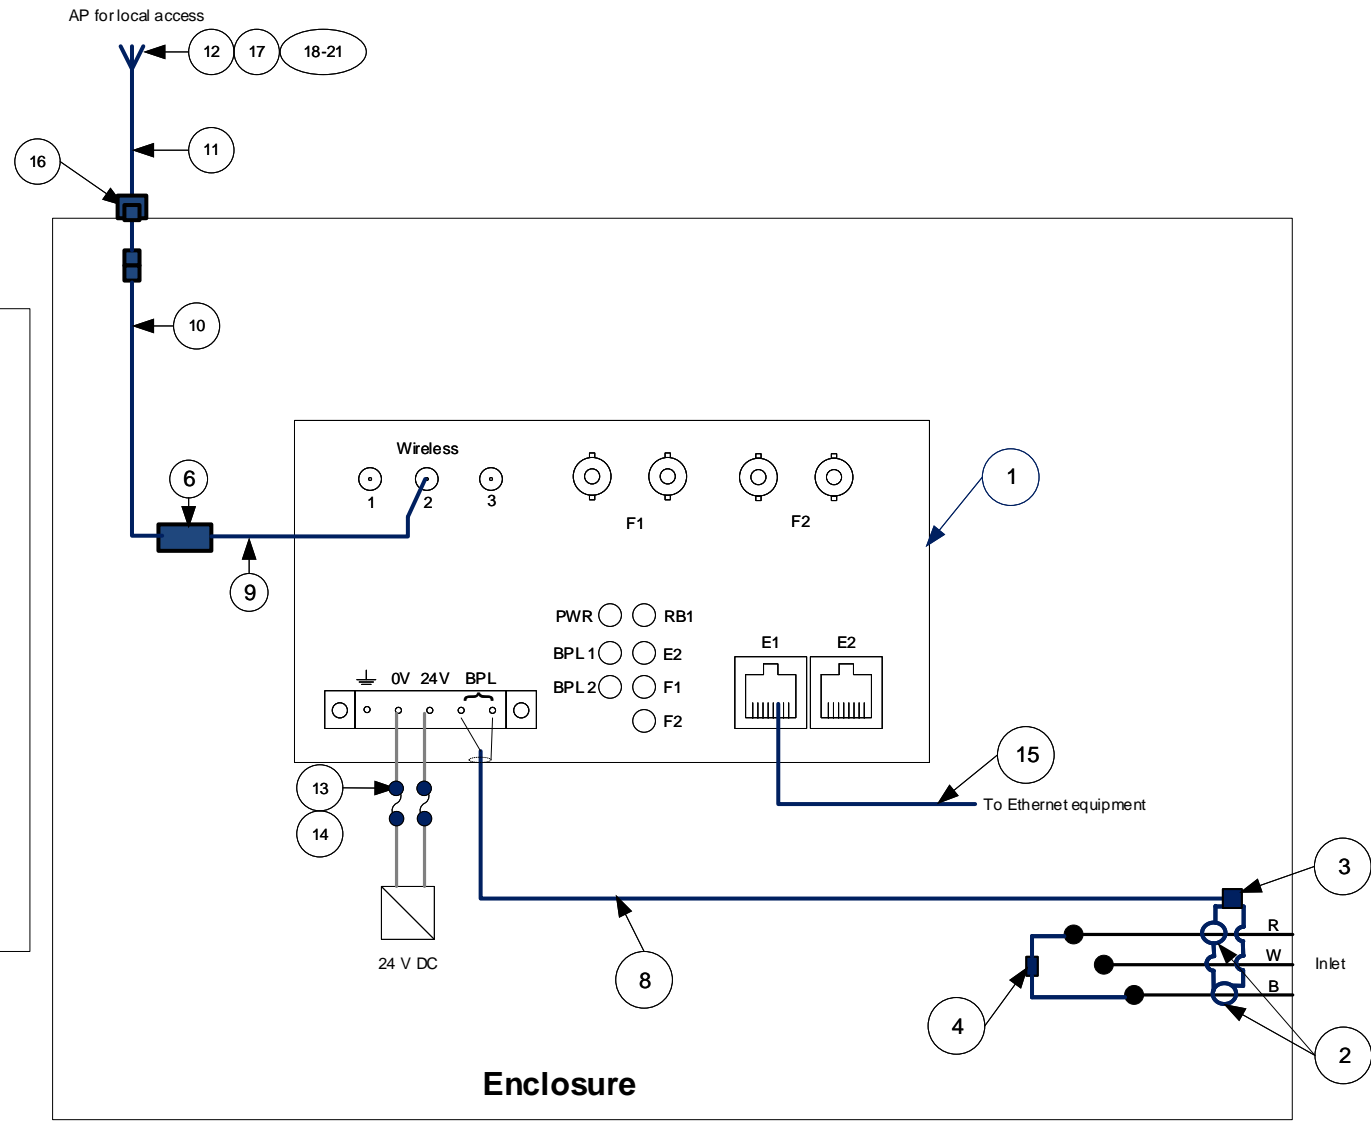 AP for local access
12 17 18-21
11
16
10
Wireless
1 2 3
F1 F2
1
6
9
PWR RB1
BPL 1 E2
BPL 2 F1
F2
E1 E2
0V 24V BPL
13
14
15
To Ethernet equipment
24 V DC
8
3
R
W Inlet
B
4
2
Enclosure